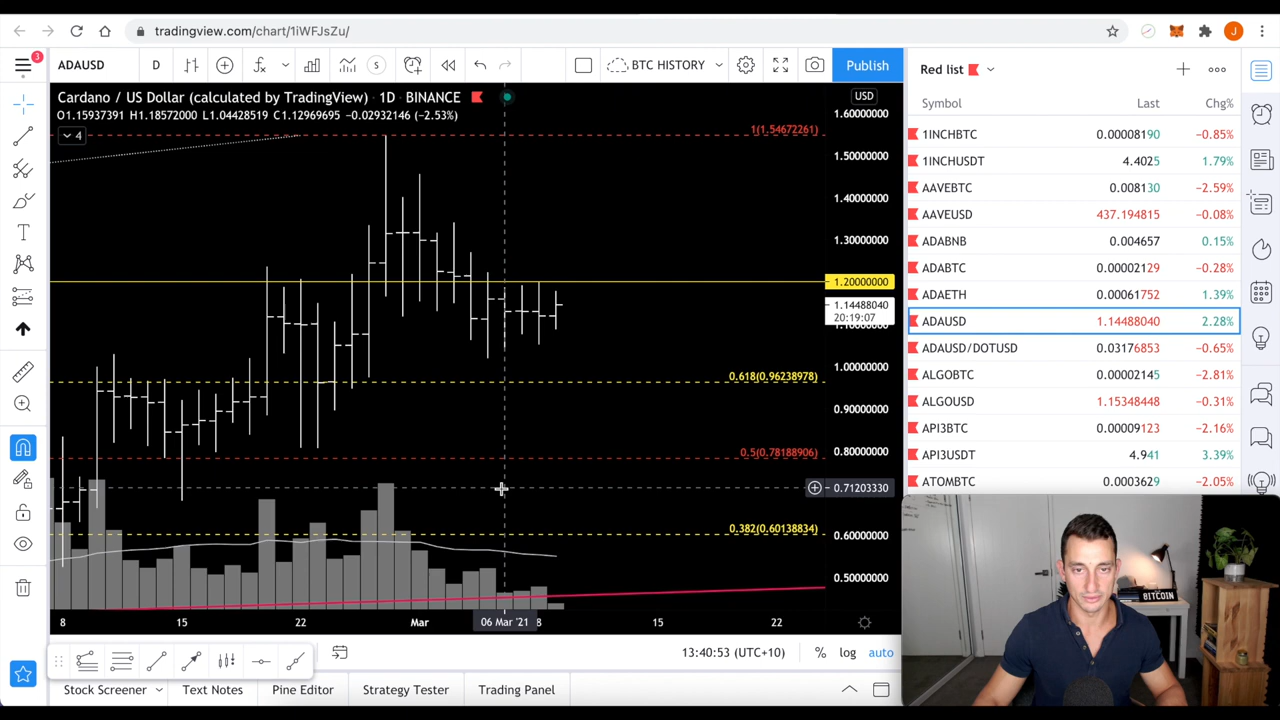 tradingview.com/chart/1iWFJsZu/
J
3
ADAUSD
D
S
BTC HISTORY
Publish
Cardano / US Dollar (calculated by TradingView) · 1D · BINANCE
O1.15937391 H1.18572000 L1.04428519 C1.12969695 −0.02932146 (−2.53%)
4
USD
1.60000000
1(1.54672261)
1.50000000
1.40000000
1.30000000
1.20000000
1.14488040
20:19:07
1.10000000
1.00000000
0.618(0.96238978)
0.90000000
0.5(0.78188906)
0.80000000
0.71203330
0.382(0.60138834)
0.60000000
0.50000000
8
15
22
Mar
06 Mar '21
8
15
22
13:40:53 (UTC+10)
%
log
auto
Stock Screener
Text Notes
Pine Editor
Strategy Tester
Trading Panel
Red list
Symbol Last Chg%
1INCHBTC 0.00008190 −0.85%
1INCHUSDT 4.4025 1.79%
AAVEBTC 0.008130 −2.59%
AAVEUSD 437.194815 −0.08%
ADABNB 0.004657 0.15%
ADABTC 0.00002129 −0.28%
ADAETH 0.00061752 1.39%
ADAUSD 1.14488040 2.28%
ADAUSD/DOTUSD 0.03176853 −0.65%
ALGOBTC 0.00002145 −2.81%
ALGOUSD 1.15348448 −0.31%
API3BTC 0.00009123 −2.16%
API3USDT 4.941 3.39%
ATOMBTC 0.0003629 −2.05%
BITCOIN